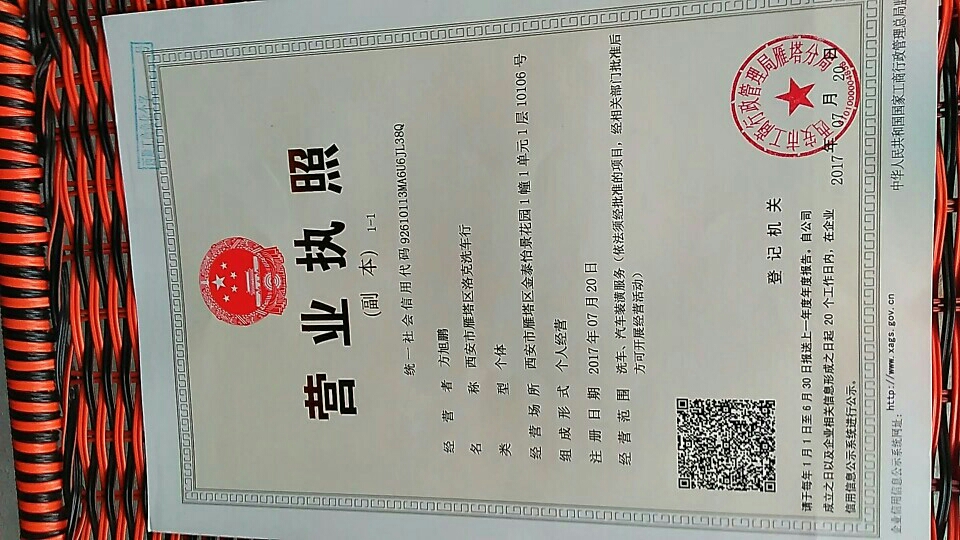 营业执照
(副 本) 1-1
统一社会信用代码 92610113MA6U6JL38Q
经营者 方旭鹏
名称 西安市雁塔区洛克洗车行
类型 个体
经营场所 西安市雁塔区金泰怡景花园1幢1单元1层10106号
组成形式 个人经营
注册日期 2017年07月20日
经营范围 洗车、汽车装潢服务(依法须经批准的项目,经相关部门批准后
方可开展经营活动)
登记机关
西安市工商行政管理局雁塔分局
2017年 07月 20日
请于每年1月1日至6月30日报送上一年度年度报告。自公司
成立之日以及企业相关信息形成之日起20个工作日内,在企业
信用信息公示系统进行公示。
企业信用信息公示系统网址: http://www.xags.gov.cn
中华人民共和国国家工商行政管理总局监